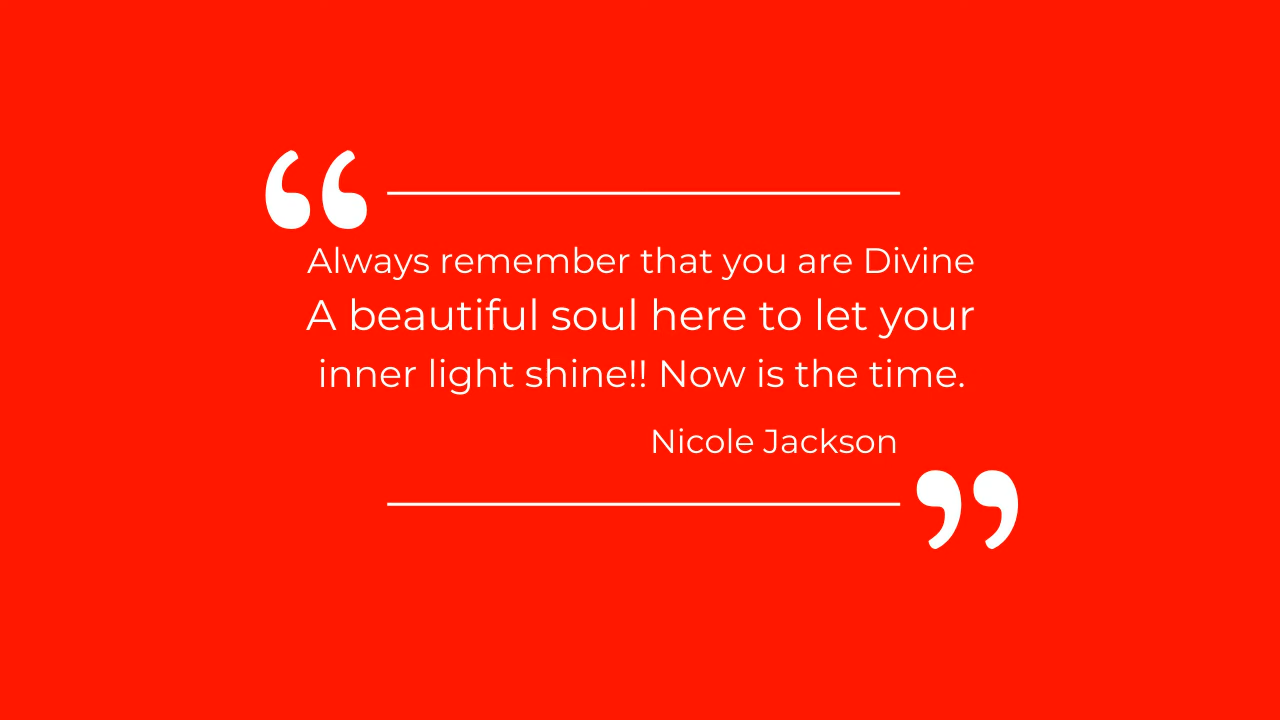 “
Always remember that you are Divine
A beautiful soul here to let your
inner light shine!! Now is the time.
Nicole Jackson
”